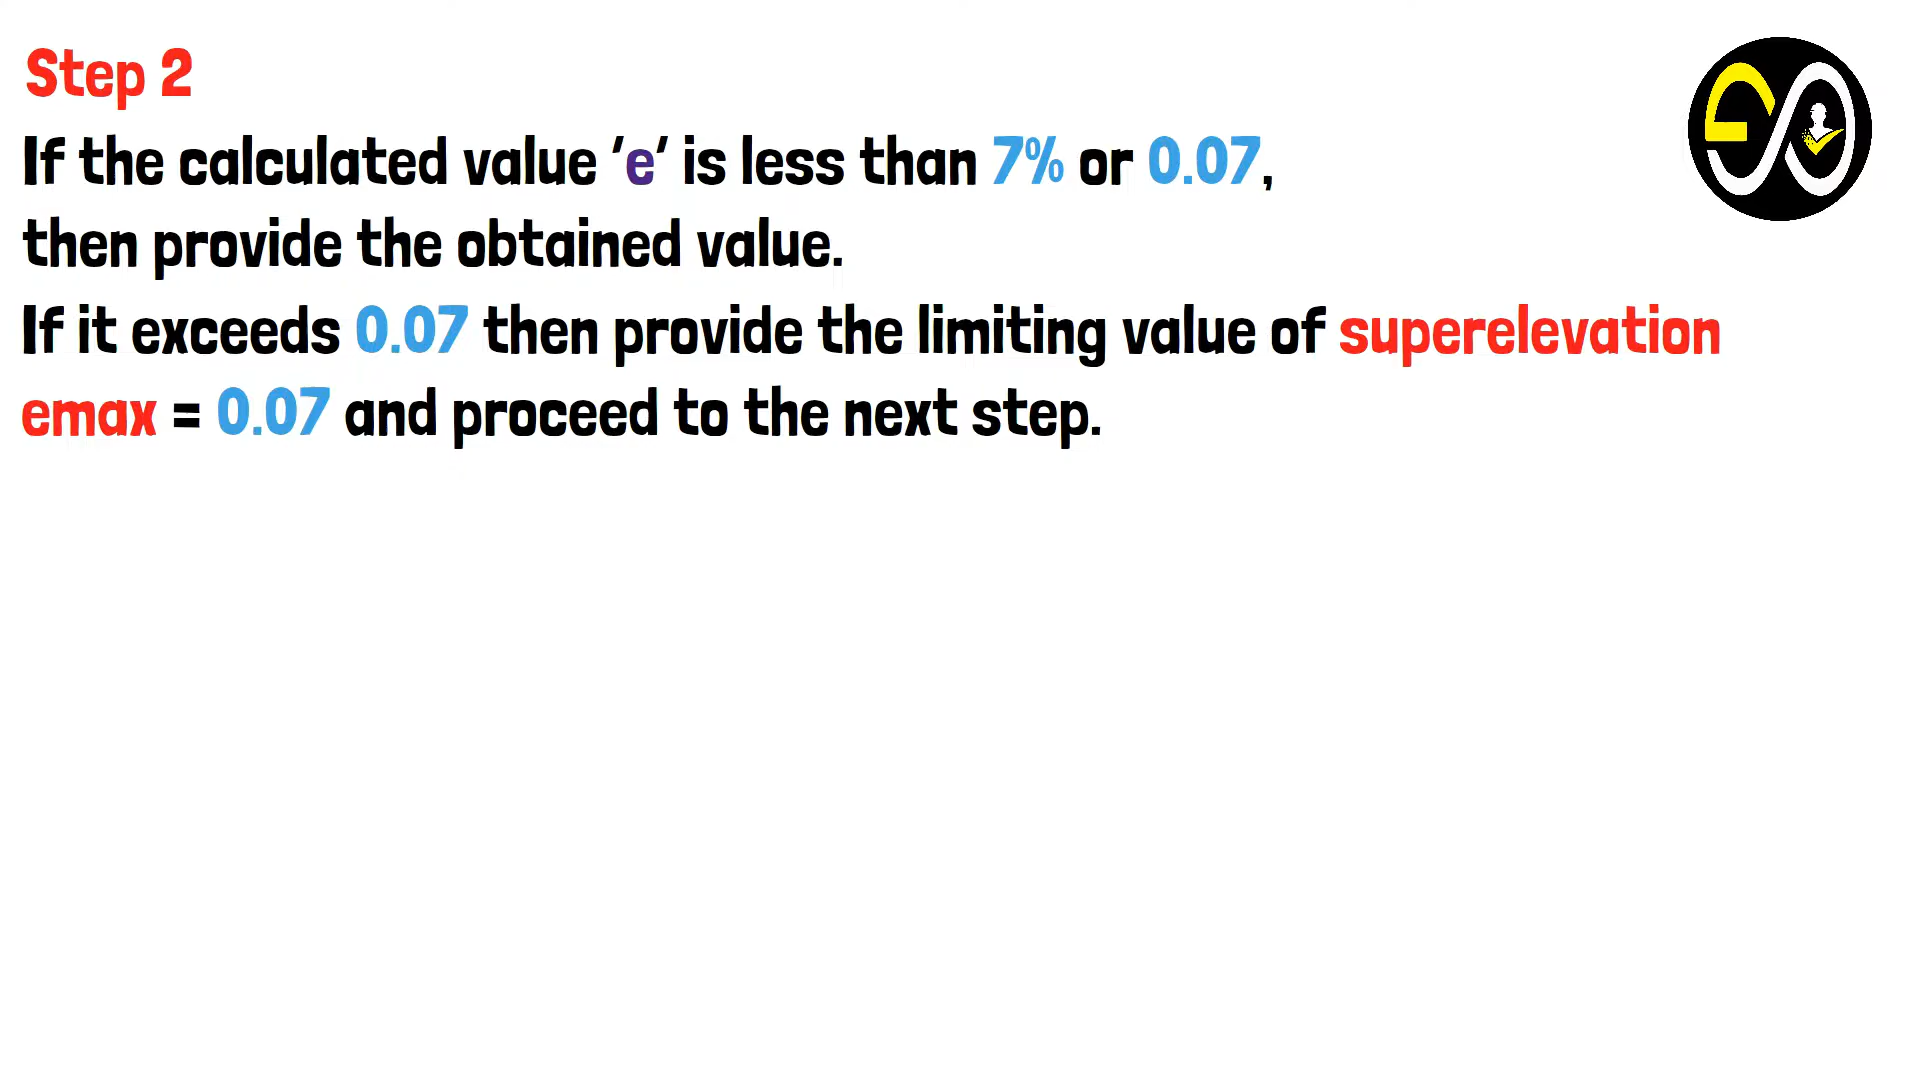 Step 2
If the calculated value 'e' is less than 7% or 0.07,
then provide the obtained value.
If it exceeds 0.07 then provide the limiting value of superelevation
emax = 0.07 and proceed to the next step.